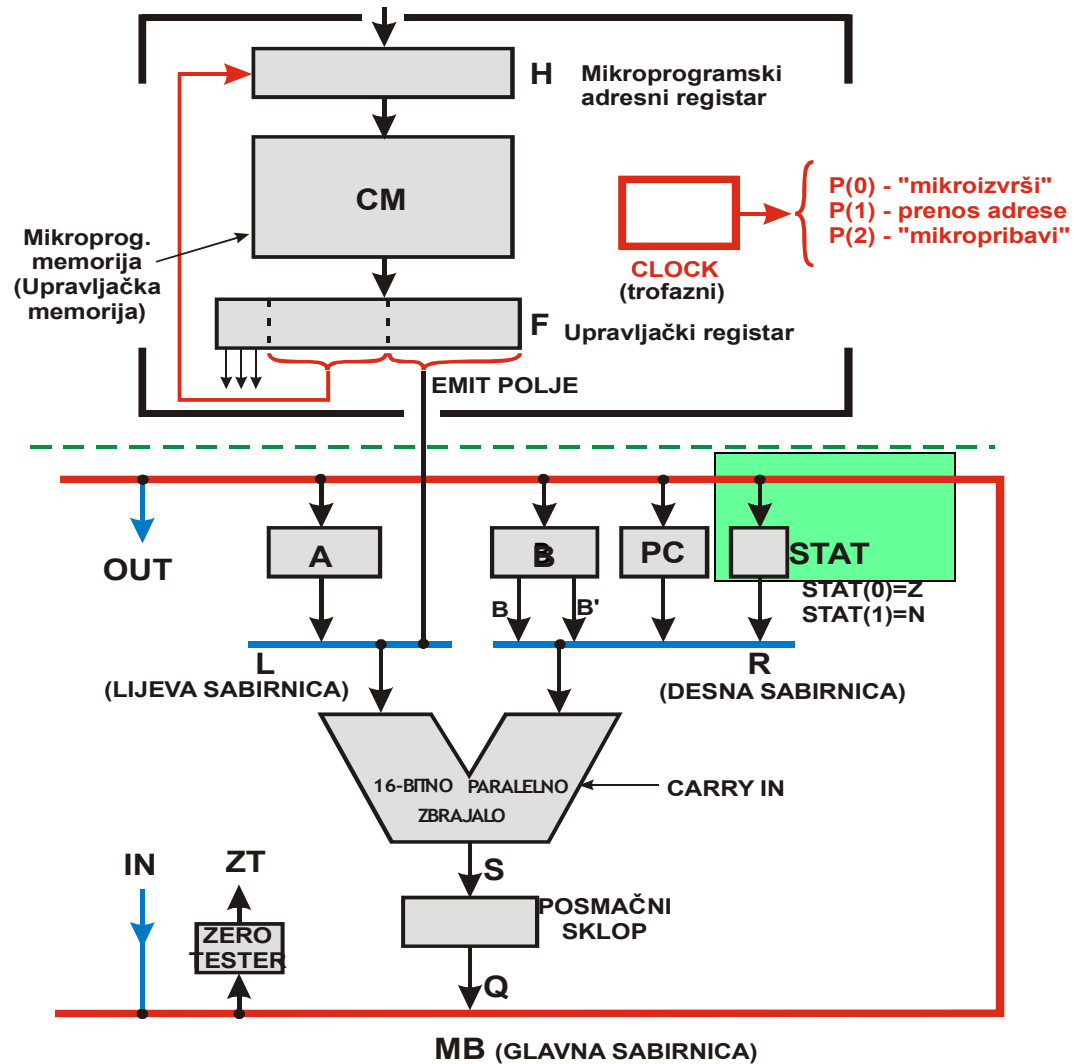 H
Mikroprogramski
adresni registar
CM
P(0) - "mikroizvrši"
P(1) - prenos adrese
P(2) - "mikropribavi"
Mikroprog.
memorija
(Upravljačka
memorija)
CLOCK
(trofazni)
F
Upravljački registar
EMIT POLJE
OUT
A
B
PC
STAT
STAT(0)=Z
STAT(1)=N
B
B'
L
(LIJEVA SABIRNICA)
R
(DESNA SABIRNICA)
16-BITNO PARALELNO
ZBRAJALO
CARRY IN
S
IN
ZT
POSMAČNI
SKLOP
ZERO
TESTER
Q
MB (GLAVNA SABIRNICA)